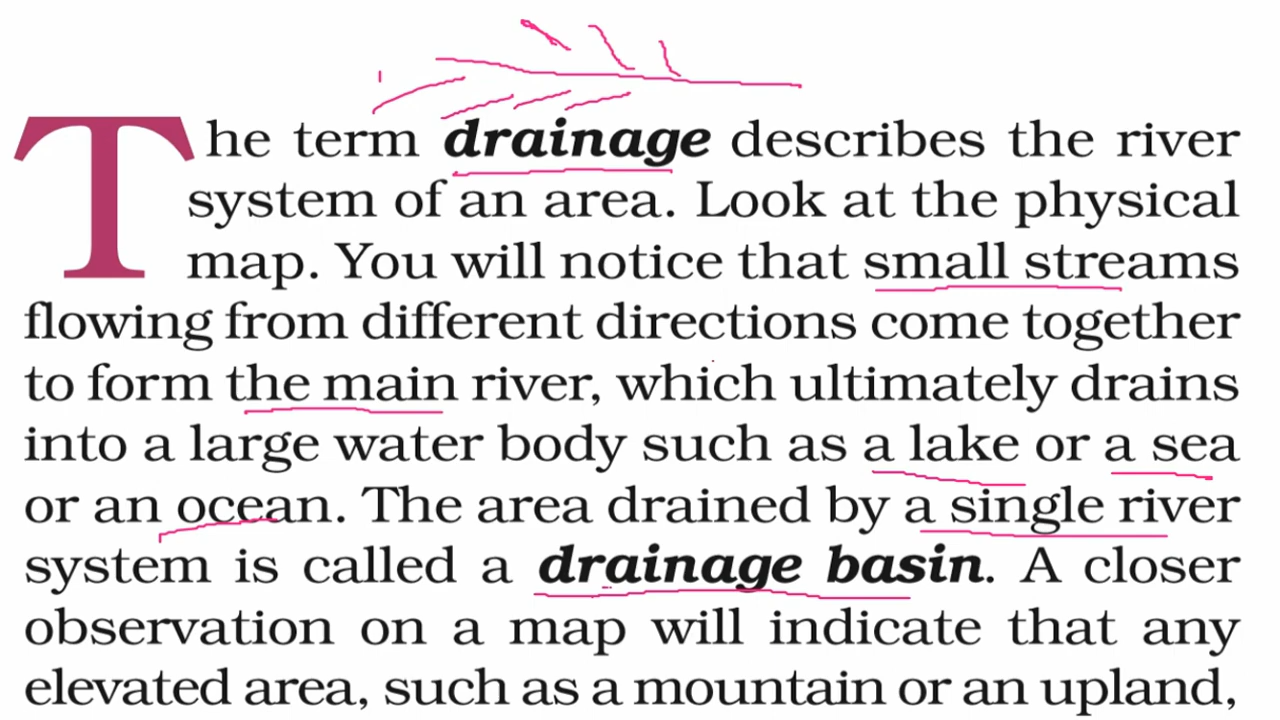 The term drainage describes the river
system of an area. Look at the physical
map. You will notice that small streams
flowing from different directions come together
to form the main river, which ultimately drains
into a large water body such as a lake or a sea
or an ocean. The area drained by a single river
system is called a drainage basin. A closer
observation on a map will indicate that any
elevated area, such as a mountain or an upland,